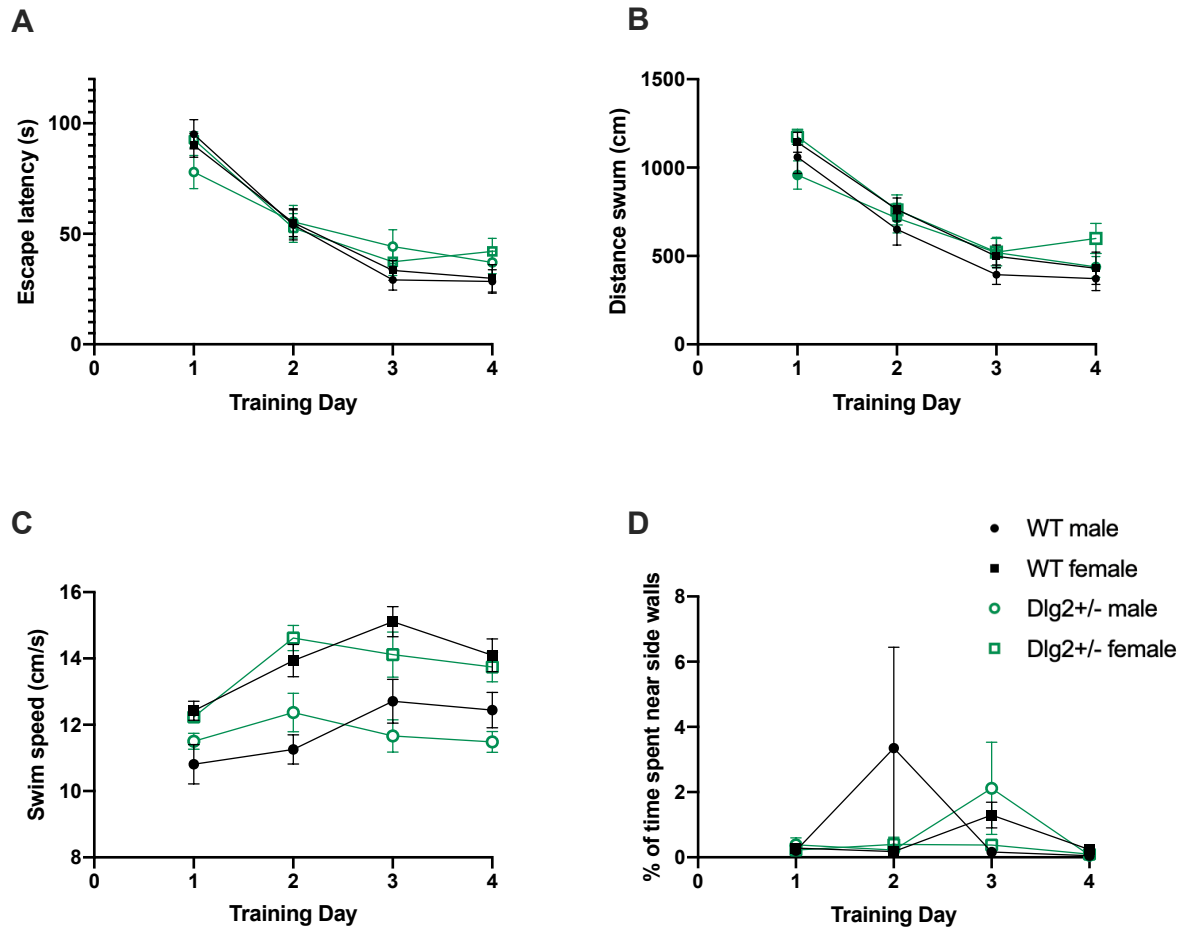 A
Escape latency (s)
100
50
0
0 1 2 3 4
Training Day
B
Distance swum (cm)
1500
1000
500
0
0 1 2 3 4
Training Day
C
Swim speed (cm/s)
16
14
12
10
8
0 1 2 3 4
Training Day
D
% of time spent near side walls
8
6
4
2
0
0 1 2 3 4
Training Day
WT male
WT female
Dlg2+/- male
Dlg2+/- female